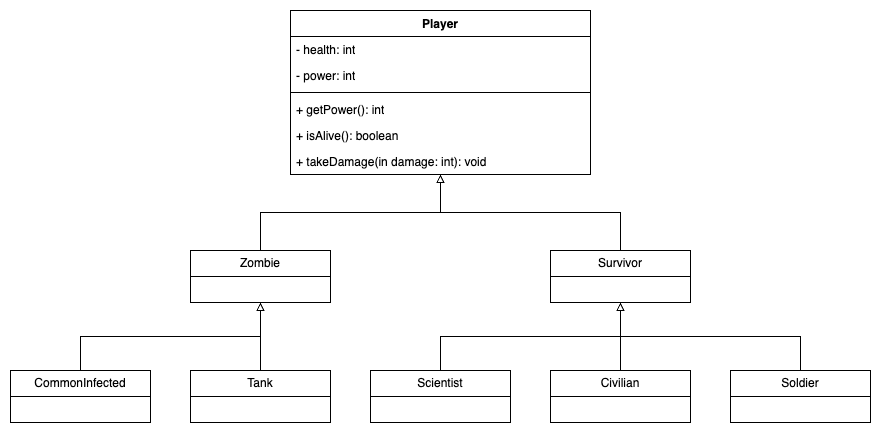 Player
- health: int
- power: int
+ getPower(): int
+ isAlive(): boolean
+ takeDamage(in damage: int): void
Zombie
Survivor
CommonInfected
Tank
Scientist
Civilian
Soldier